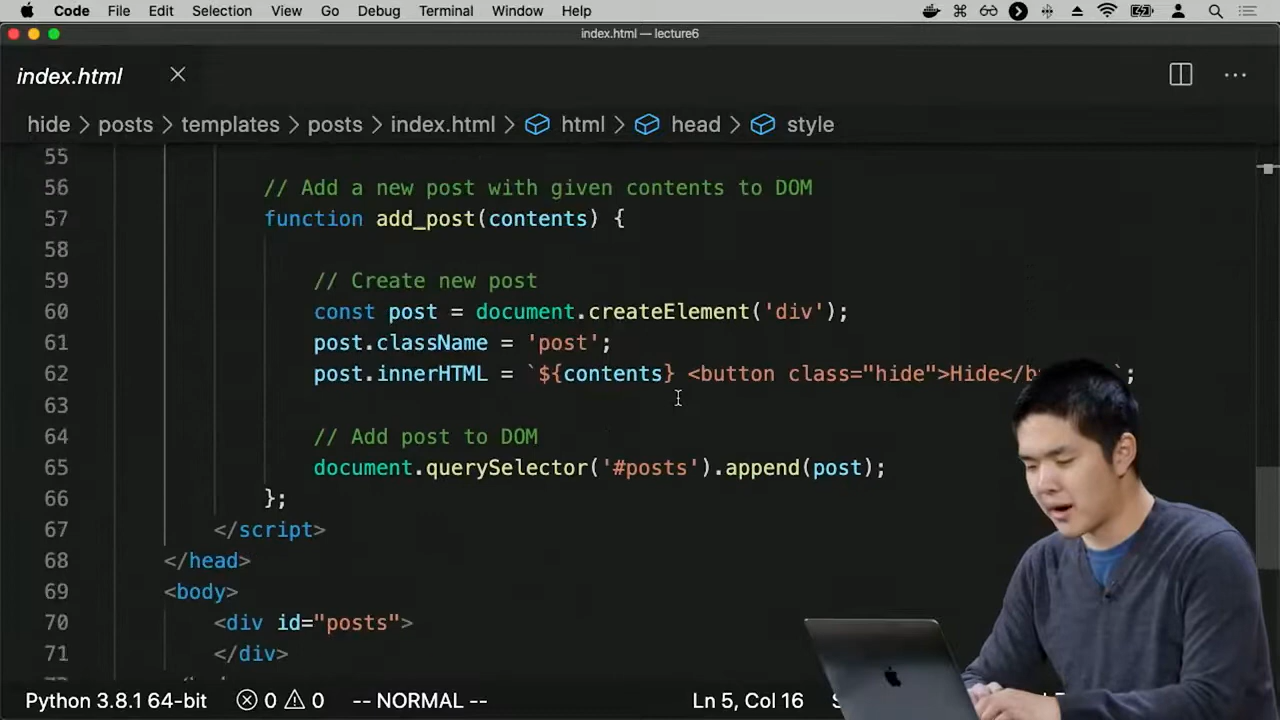 Code File Edit Selection View Go Debug Terminal Window Help
index.html — lecture6
index.html
hide > posts > templates > posts > index.html > html > head > style
55
56 // Add a new post with given contents to DOM
57 function add_post(contents) {
58
59 // Create new post
60 const post = document.createElement('div');
61 post.className = 'post';
62 post.innerHTML = `${contents} <button class="hide">Hide</b `;
63
64 // Add post to DOM
65 document.querySelector('#posts').append(post);
66 };
67 </script>
68 </head>
69 <body>
70 <div id="posts">
71 </div>
Python 3.8.1 64-bit 0 0 -- NORMAL -- Ln 5, Col 16